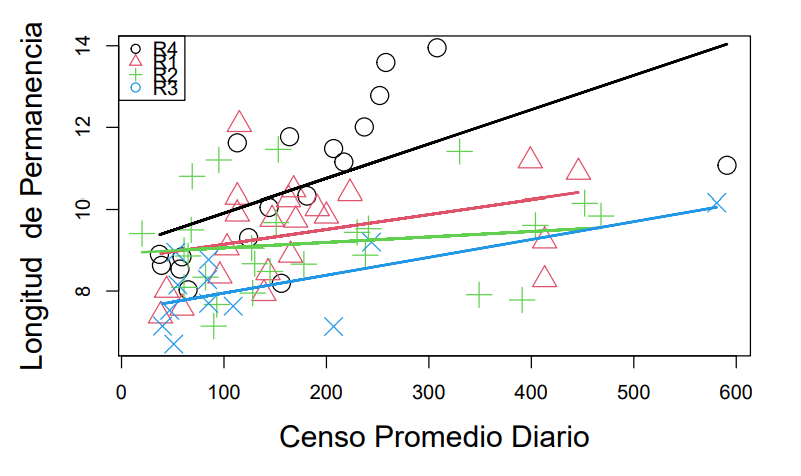 Longitud de Permanencia
14
12
10
8
R4
R1
R2
R3
0 100 200 300 400 500 600
Censo Promedio Diario